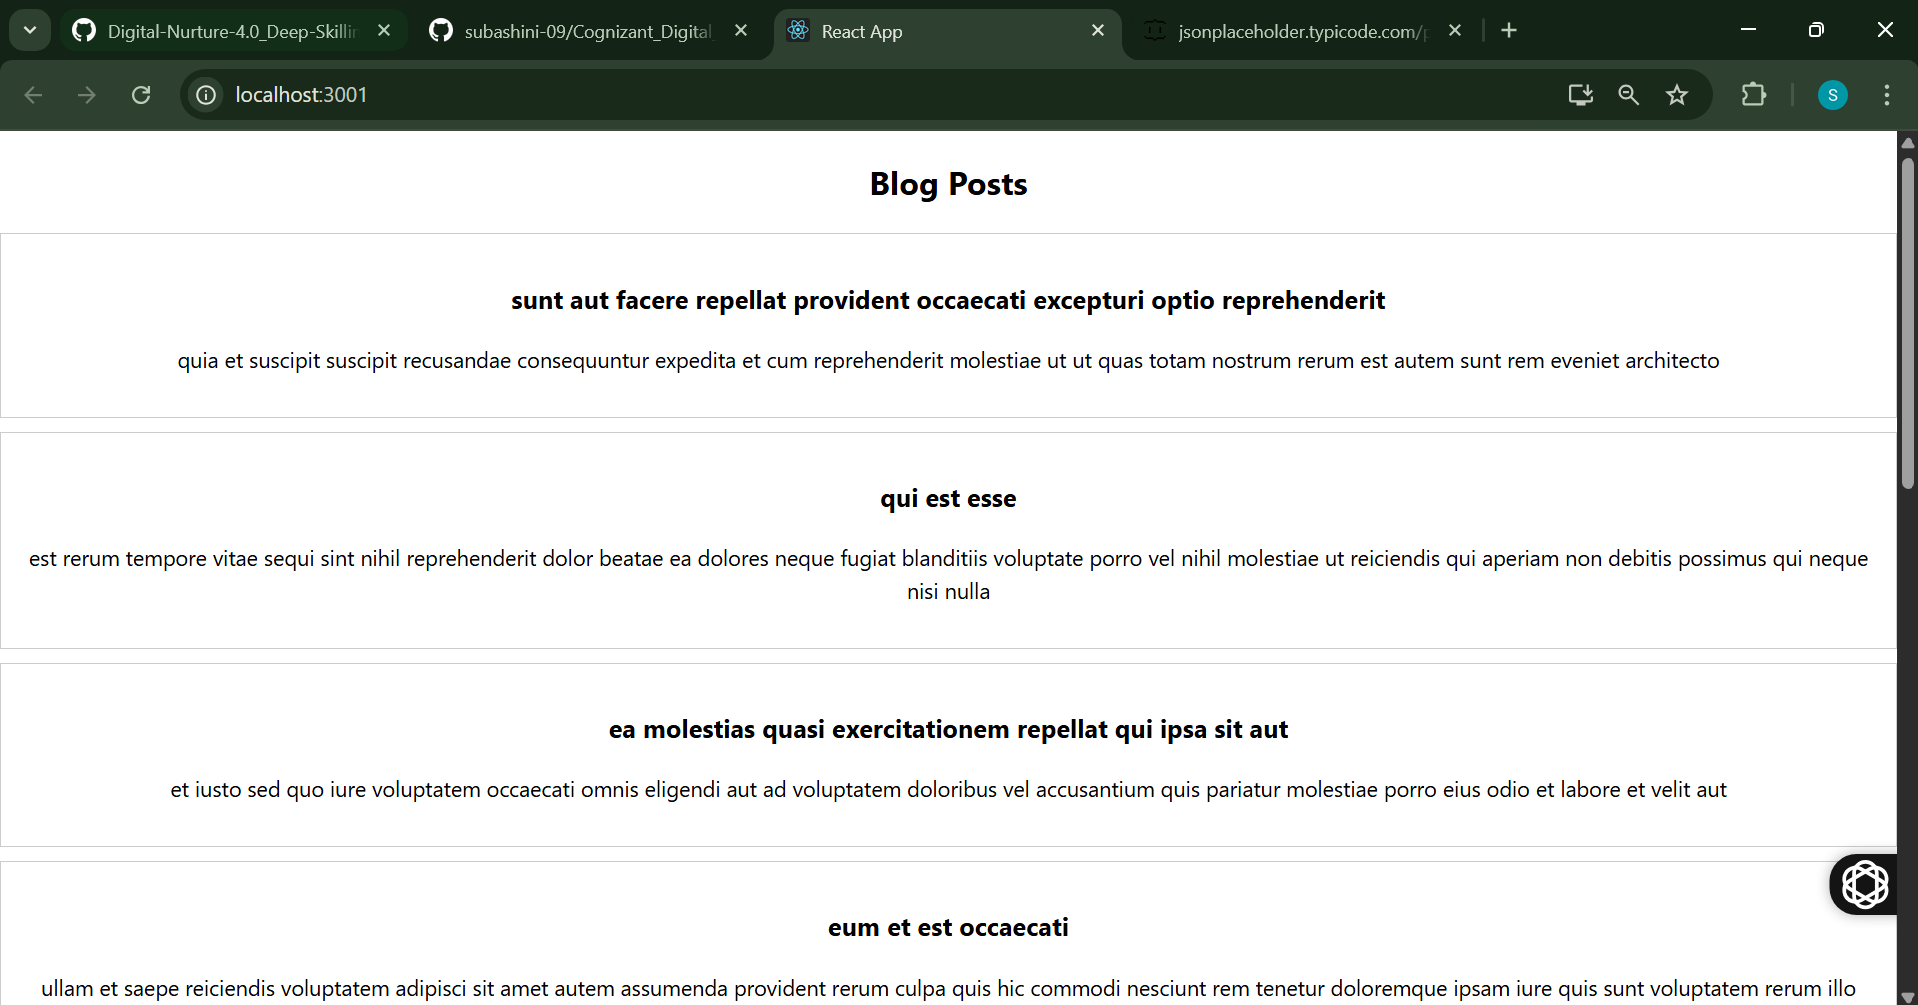 Digital-Nurture-4.0_Deep-Skillin
subashini-09/Cognizant_Digital_
React App
jsonplaceholder.typicode.com/p
localhost:3001
S
Blog Posts
sunt aut facere repellat provident occaecati excepturi optio reprehenderit
quia et suscipit suscipit recusandae consequuntur expedita et cum reprehenderit molestiae ut ut quas totam nostrum rerum est autem sunt rem eveniet architecto
qui est esse
est rerum tempore vitae sequi sint nihil reprehenderit dolor beatae ea dolores neque fugiat blanditiis voluptate porro vel nihil molestiae ut reiciendis qui aperiam non debitis possimus qui neque
nisi nulla
ea molestias quasi exercitationem repellat qui ipsa sit aut
et iusto sed quo iure voluptatem occaecati omnis eligendi aut ad voluptatem doloribus vel accusantium quis pariatur molestiae porro eius odio et labore et velit aut
eum et est occaecati
ullam et saepe reiciendis voluptatem adipisci sit amet autem assumenda provident rerum culpa quis hic commodi nesciunt rem tenetur doloremque ipsam iure quis sunt voluptatem rerum illo